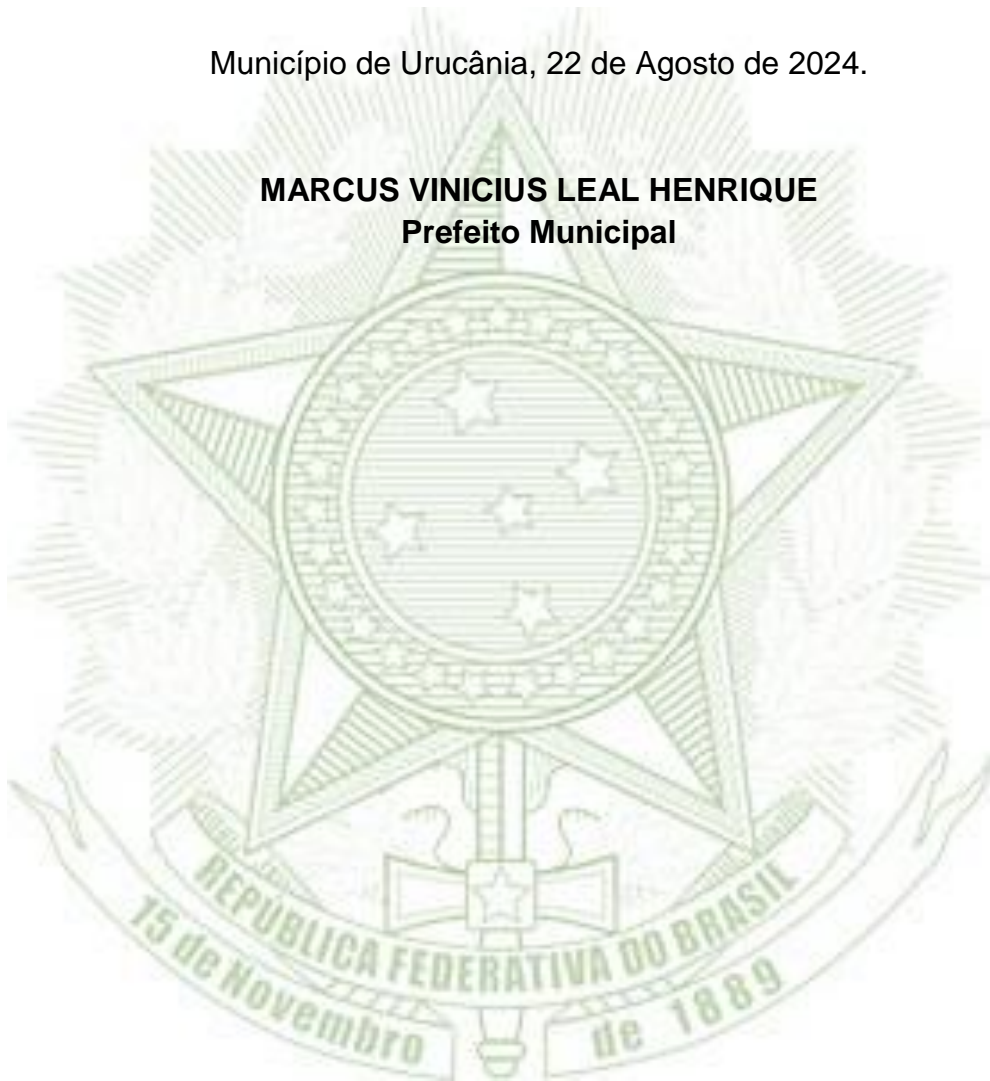 Município de Urucânia, 22 de Agosto de 2024.
MARCUS VINICIUS LEAL HENRIQUE
Prefeito Municipal
REPUBLICA FEDERATIVA DO BRASIL
15 de Novembro de 1889